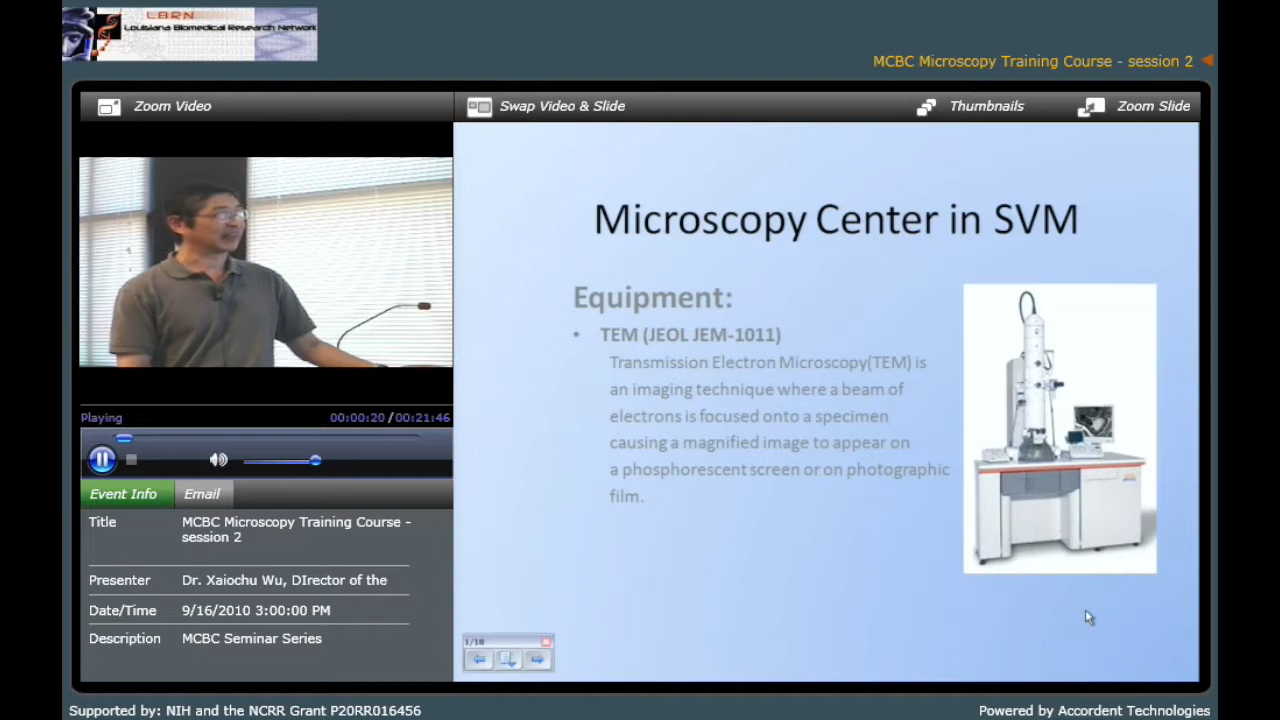 LBRN
Louisiana Biomedical Research Network
MCBC Microscopy Training Course - session 2
Zoom Video
Swap Video & Slide
Thumbnails
Zoom Slide
Microscopy Center in SVM
Equipment:
• TEM (JEOL JEM-1011)
Transmission Electron Microscopy(TEM) is
an imaging technique where a beam of
electrons is focused onto a specimen
causing a magnified image to appear on
a phosphorescent screen or on photographic
film.
Playing
00:00:20 / 00:21:46
Event Info
Email
Title
MCBC Microscopy Training Course -
session 2
Presenter
Dr. Xaiochu Wu, DIrector of the
Date/Time
9/16/2010 3:00:00 PM
Description
MCBC Seminar Series
1/16
Supported by: NIH and the NCRR Grant P20RR016456
Powered by Accordent Technologies